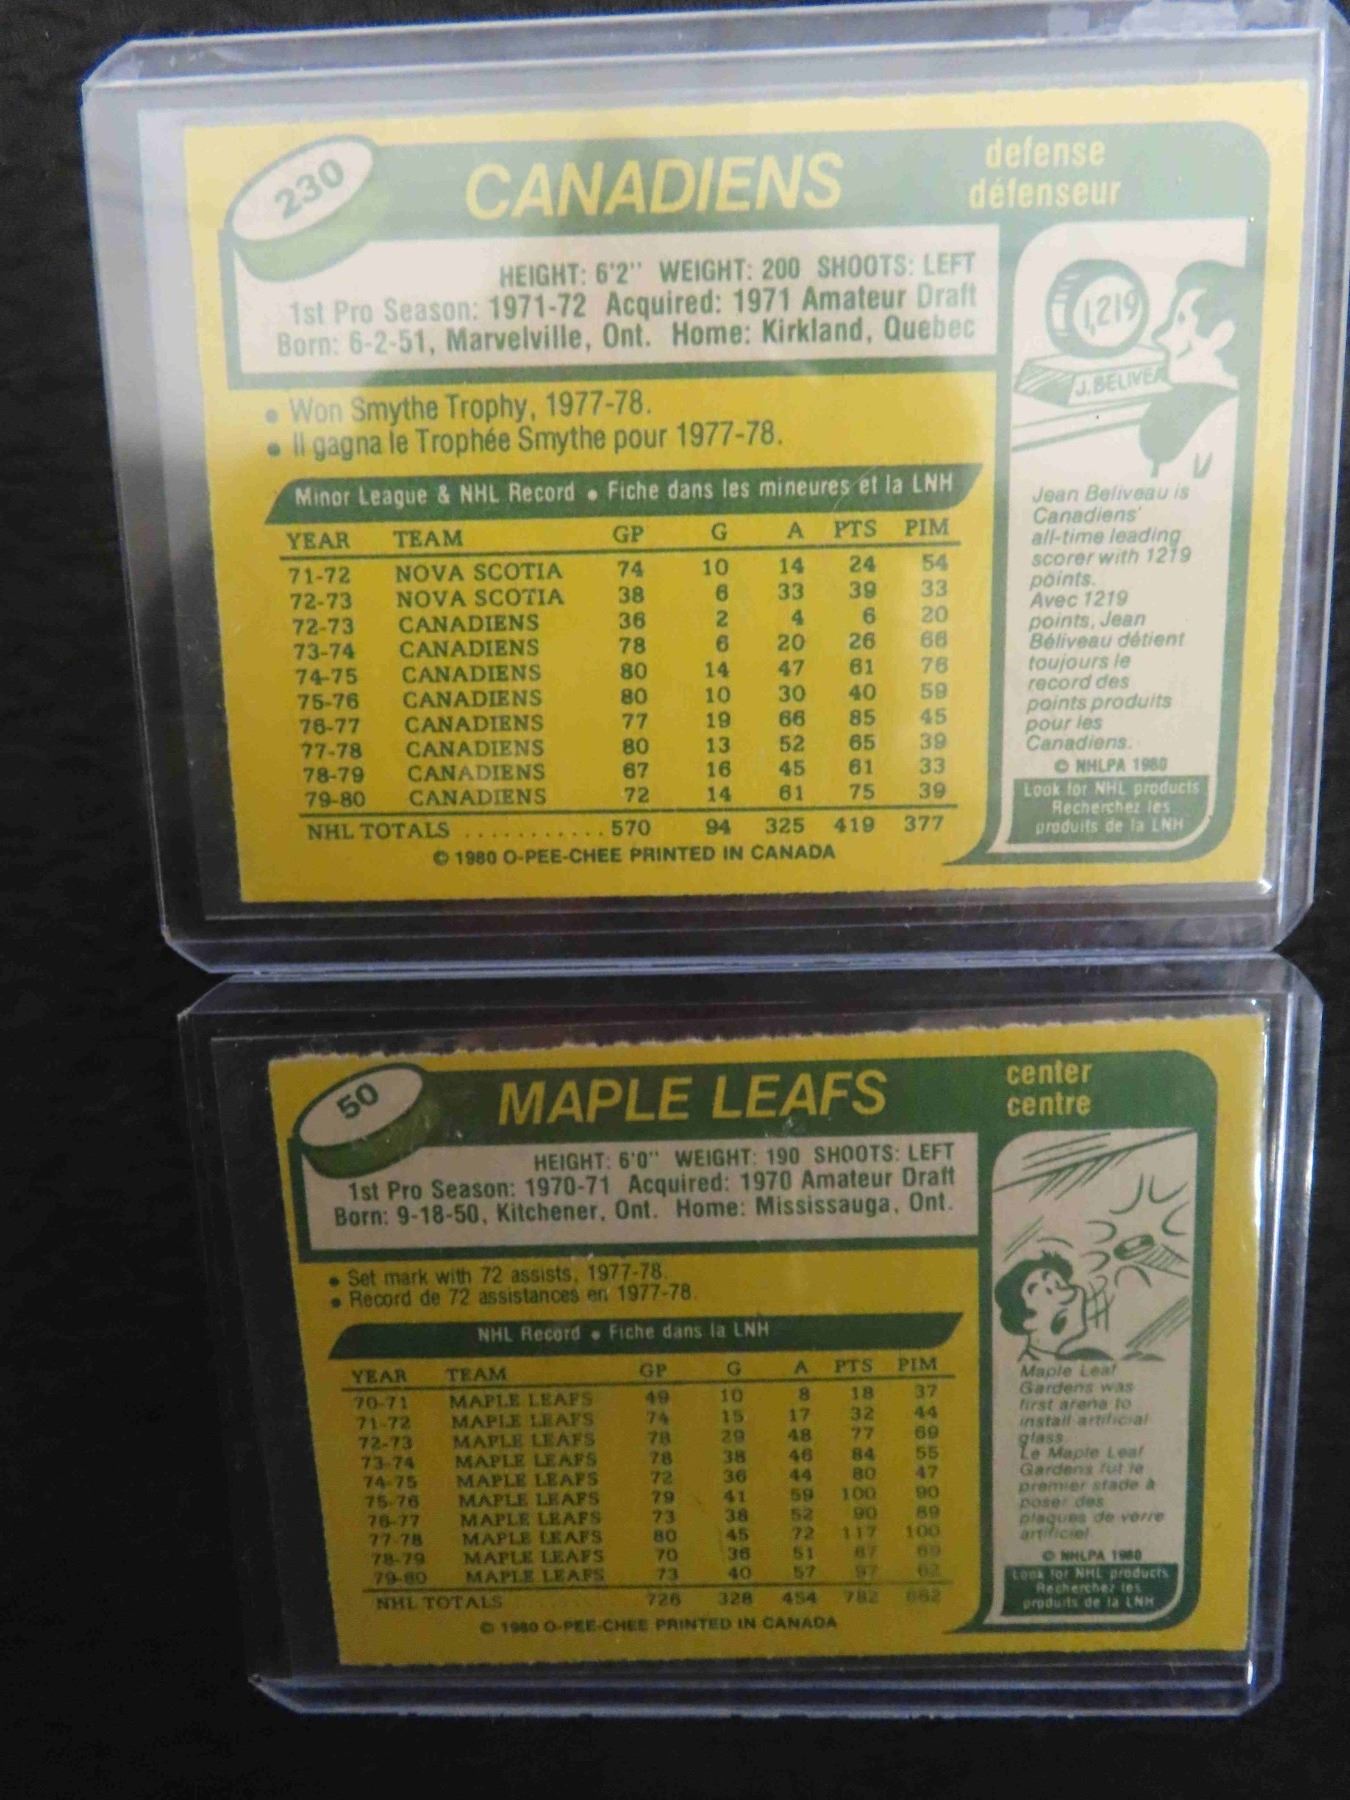 230
CANADIENS
defense
défenseur
HEIGHT: 6'2" WEIGHT: 200 SHOOTS: LEFT
1st Pro Season: 1971-72 Acquired: 1971 Amateur Draft
Born: 6-2-51, Marvelville, Ont. Home: Kirkland, Quebec
• Won Smythe Trophy, 1977-78.
• Il gagna le Trophée Smythe pour 1977-78.
Minor League & NHL Record • Fiche dans les mineures et la LNH
YEAR TEAM GP G A PTS PIM
71-72 NOVA SCOTIA 74 10 14 24 54
72-73 NOVA SCOTIA 38 6 33 39 33
72-73 CANADIENS 36 2 4 6 20
73-74 CANADIENS 78 6 20 26 66
74-75 CANADIENS 80 14 47 61 76
75-76 CANADIENS 80 10 30 40 59
76-77 CANADIENS 77 19 66 85 45
77-78 CANADIENS 80 13 52 65 39
78-79 CANADIENS 67 16 45 61 33
79-80 CANADIENS 72 14 61 75 39
NHL TOTALS ........... 570 94 325 419 377
© 1980 O-PEE-CHEE PRINTED IN CANADA
1,219
J. BELIVEA
Jean Beliveau is
Canadiens'
all-time leading
scorer with 1219
points.
Avec 1219
points, Jean
Béliveau détient
toujours le
record des
points produits
pour les
Canadiens.
© NHLPA 1980
Look for NHL products
Recherchez les
produits de la LNH
50
MAPLE LEAFS
center
centre
HEIGHT: 6'0" WEIGHT: 190 SHOOTS: LEFT
1st Pro Season: 1970-71 Acquired: 1970 Amateur Draft
Born: 9-18-50, Kitchener, Ont. Home: Mississauga, Ont.
• Set mark with 72 assists, 1977-78.
• Record de 72 assistances en 1977-78.
NHL Record • Fiche dans la LNH
YEAR TEAM GP G A PTS PIM
70-71 MAPLE LEAFS 49 10 8 18 37
71-72 MAPLE LEAFS 74 15 17 32 44
72-73 MAPLE LEAFS 78 29 48 77 69
73-74 MAPLE LEAFS 78 38 46 84 55
74-75 MAPLE LEAFS 72 36 44 80 47
75-76 MAPLE LEAFS 79 41 59 100 90
76-77 MAPLE LEAFS 73 38 52 90 89
77-78 MAPLE LEAFS 80 45 72 117 100
78-79 MAPLE LEAFS 70 36 51 87 69
79-80 MAPLE LEAFS 73 40 57 97 62
NHL TOTALS 726 328 454 782 662
© 1980 O-PEE-CHEE PRINTED IN CANADA
Maple Leaf
Gardens was
first arena to
install artificial
glass.
Le Maple Leaf
Gardens fut le
premier stade à
poser des
plaques de verre
artificiel.
© NHLPA 1980
Look for NHL products
Recherchez les
produits de la LNH